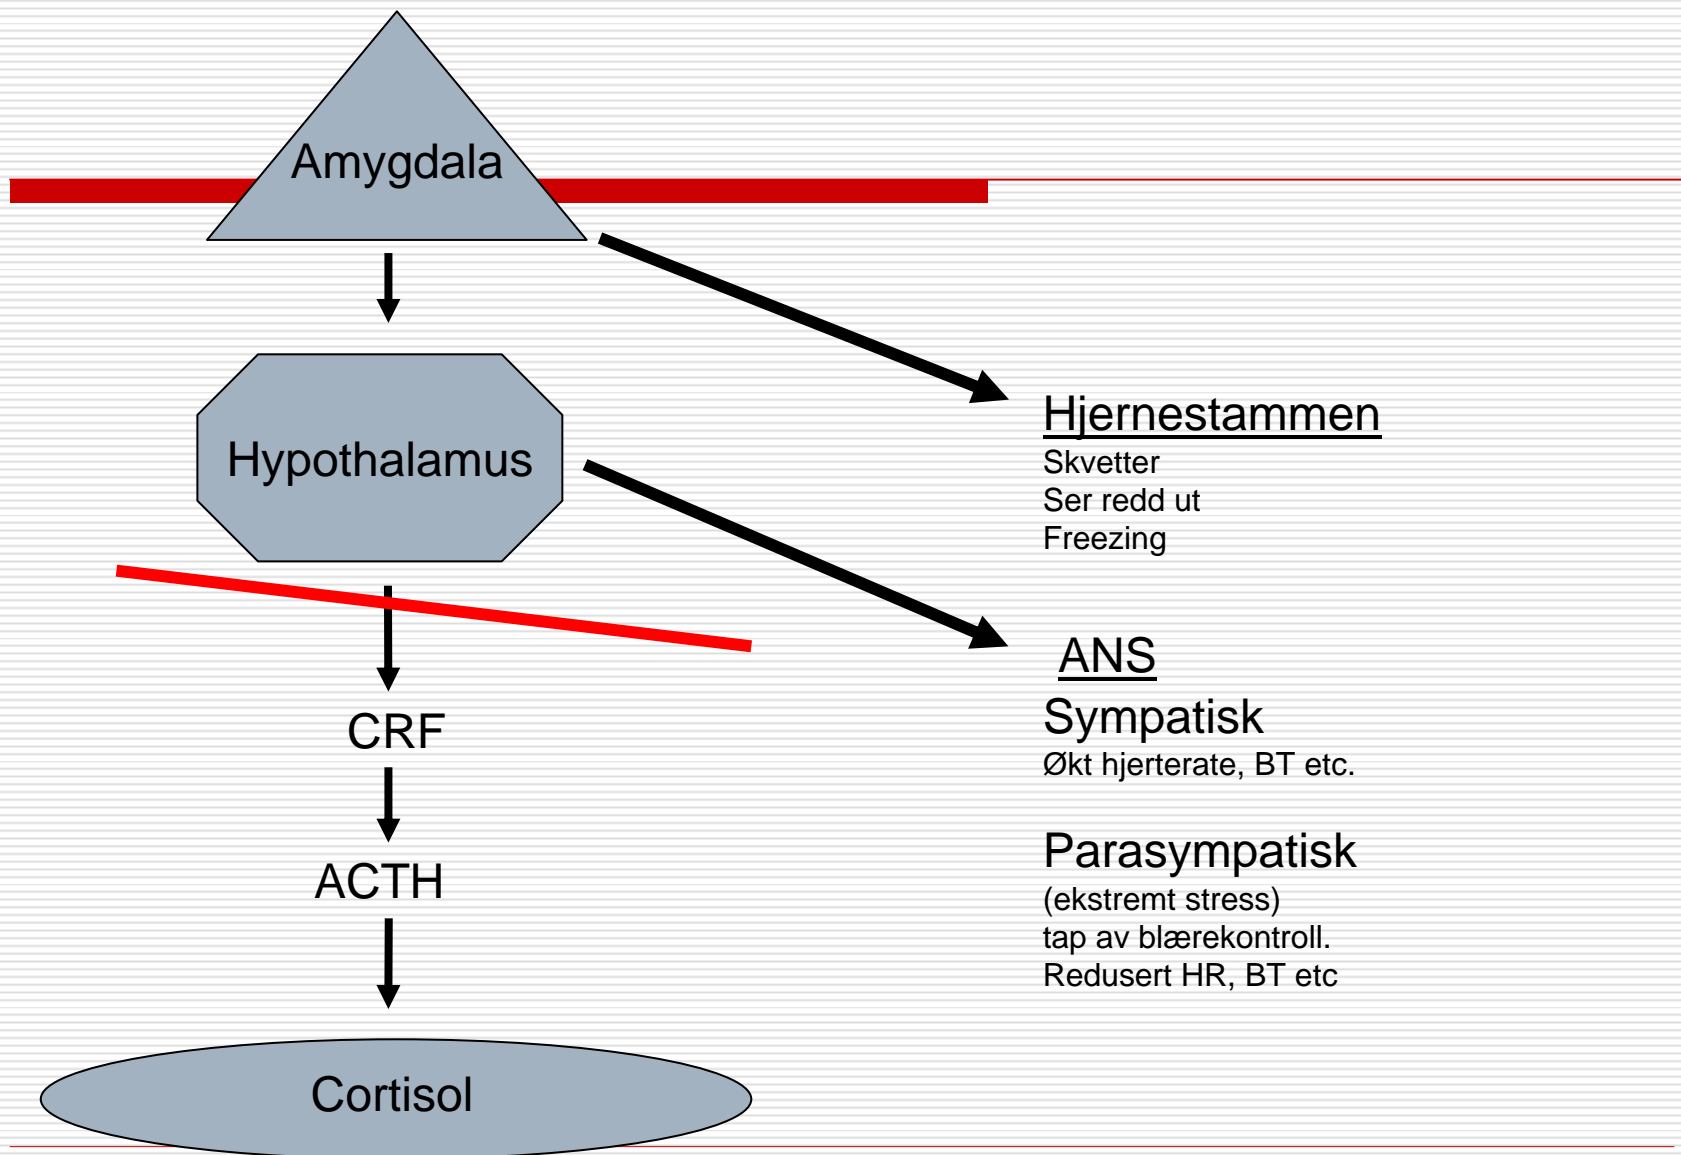 Amygdala
Hypothalamus
CRF
ACTH
Cortisol
Hjernestammen
Skvetter
Ser redd ut
Freezing
ANS
Sympatisk
Økt hjerterate, BT etc.
Parasympatisk
(ekstremt stress)
tap av blærekontroll.
Redusert HR, BT etc